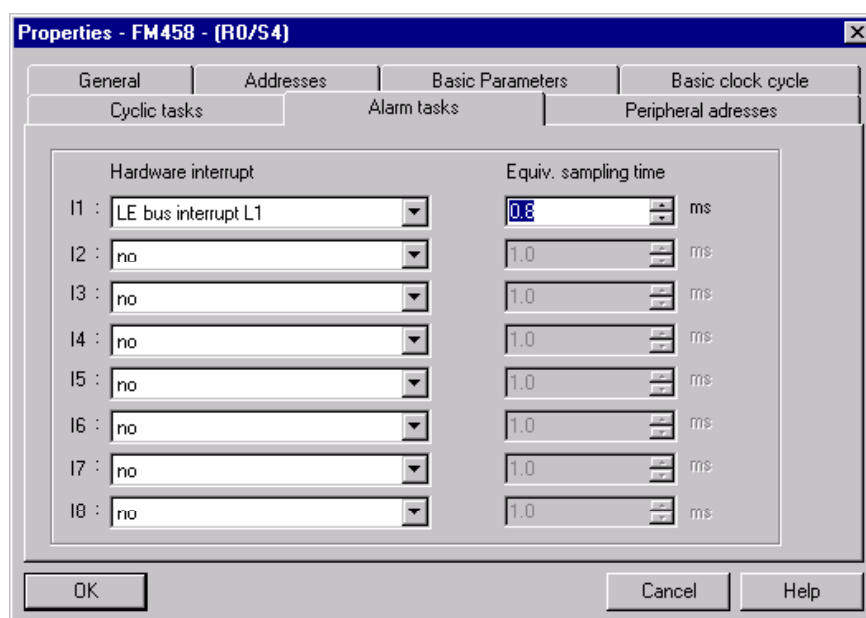 Properties - FM458 - (R0/S4)
General Addresses Basic Parameters Basic clock cycle
Cyclic tasks Alarm tasks Peripheral adresses
Hardware interrupt Equiv. sampling time
I1 : LE bus interrupt L1 0.8 ms
I2 : no 1.0 ms
I3 : no 1.0 ms
I4 : no 1.0 ms
I5 : no 1.0 ms
I6 : no 1.0 ms
I7 : no 1.0 ms
I8 : no 1.0 ms
OK Cancel Help